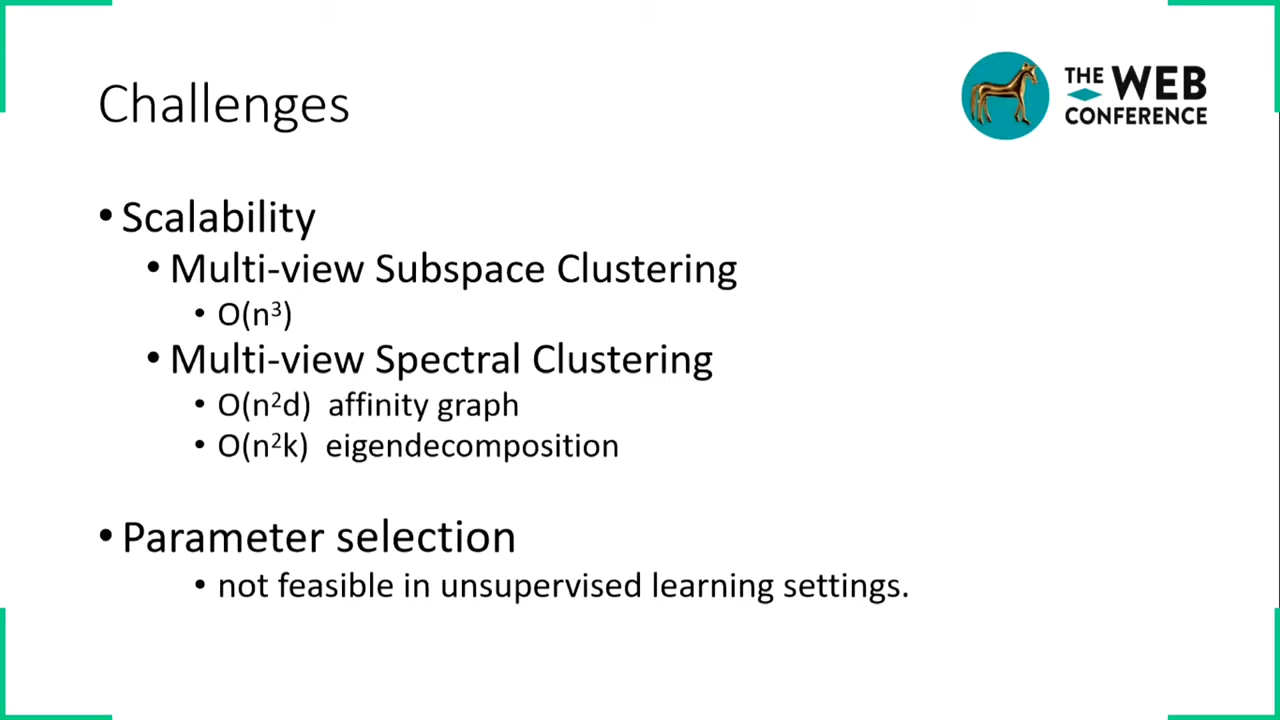 Challenges
THE WEB
CONFERENCE
• Scalability
• Multi-view Subspace Clustering
• O(n³)
• Multi-view Spectral Clustering
• O(n²d) affinity graph
• O(n²k) eigendecomposition
• Parameter selection
• not feasible in unsupervised learning settings.